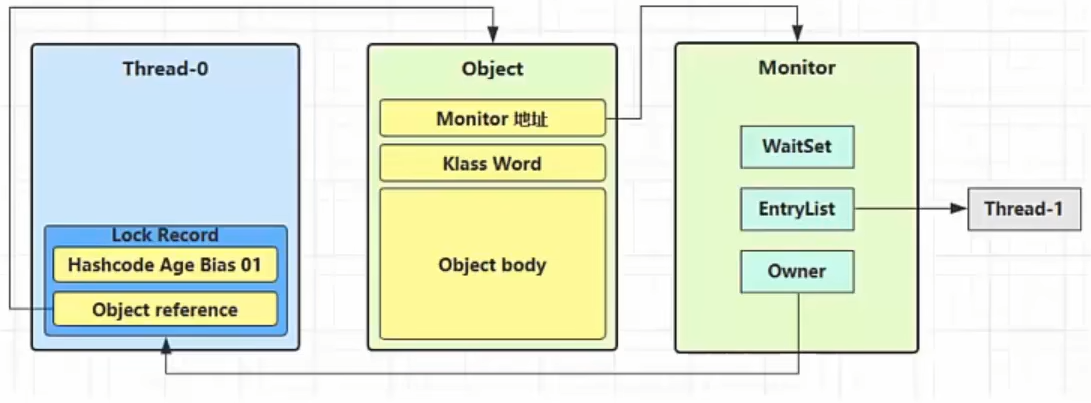 Thread-0
Lock Record
Hashcode Age Bias 01
Object reference
Object
Monitor 地址
Klass Word
Object body
Monitor
WaitSet
EntryList
Owner
Thread-1